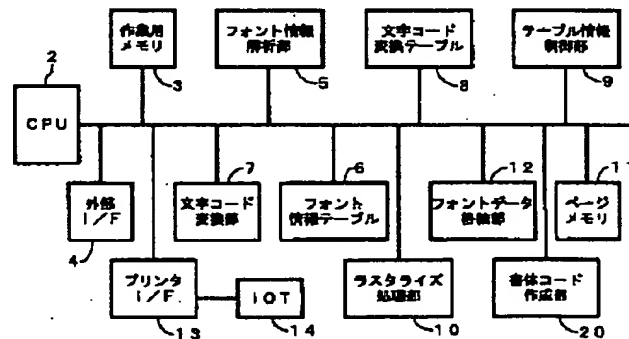 2
CPU
作業用
メモリ
3
フォント情報
解析部
5
文字コード
変換テーブル
8
テーブル情報
制御部
9
外部
I/F
4
文字コード
変換部
7
フォント
情報テーブル
6
フォントデータ
格納部
12
ページ
メモリ
11
プリンタ
I/F
13
IOT
14
ラスタライズ
処理部
10
書体コード
作成部
20